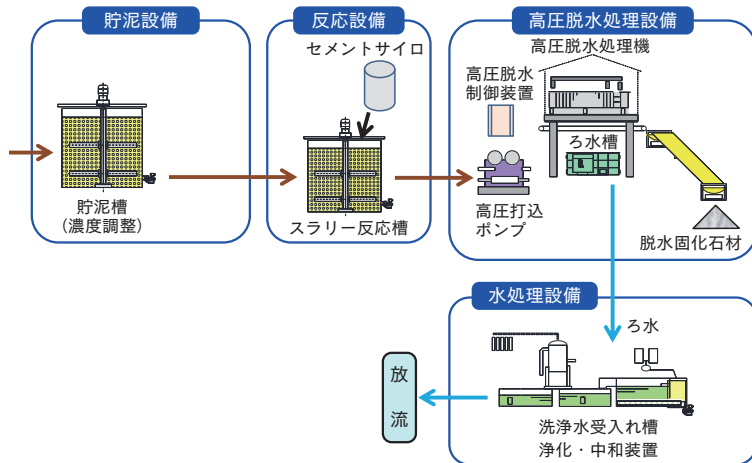 貯泥設備
貯泥槽
(濃度調整)
反応設備
セメントサイロ
スラリー反応槽
高圧脱水処理設備
高圧脱水処理機
高圧脱水
制御装置
ろ水槽
高圧打込
ポンプ
脱水固化石材
水処理設備
ろ水
洗浄水受入れ槽
浄化・中和装置
放
流